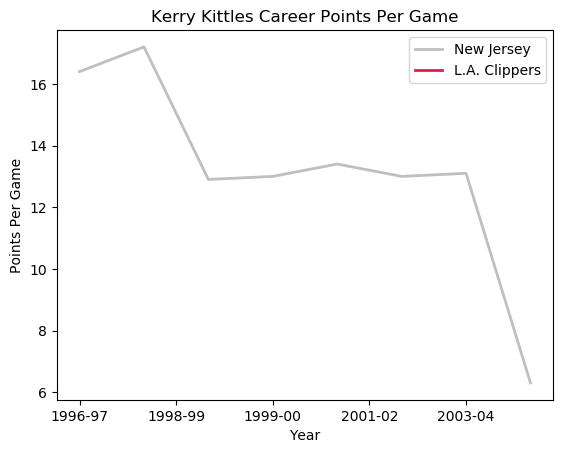 Kerry Kittles Career Points Per Game
New Jersey
L.A. Clippers
16
14
12
10
8
6
Points Per Game
1996-97
1998-99
1999-00
2001-02
2003-04
Year